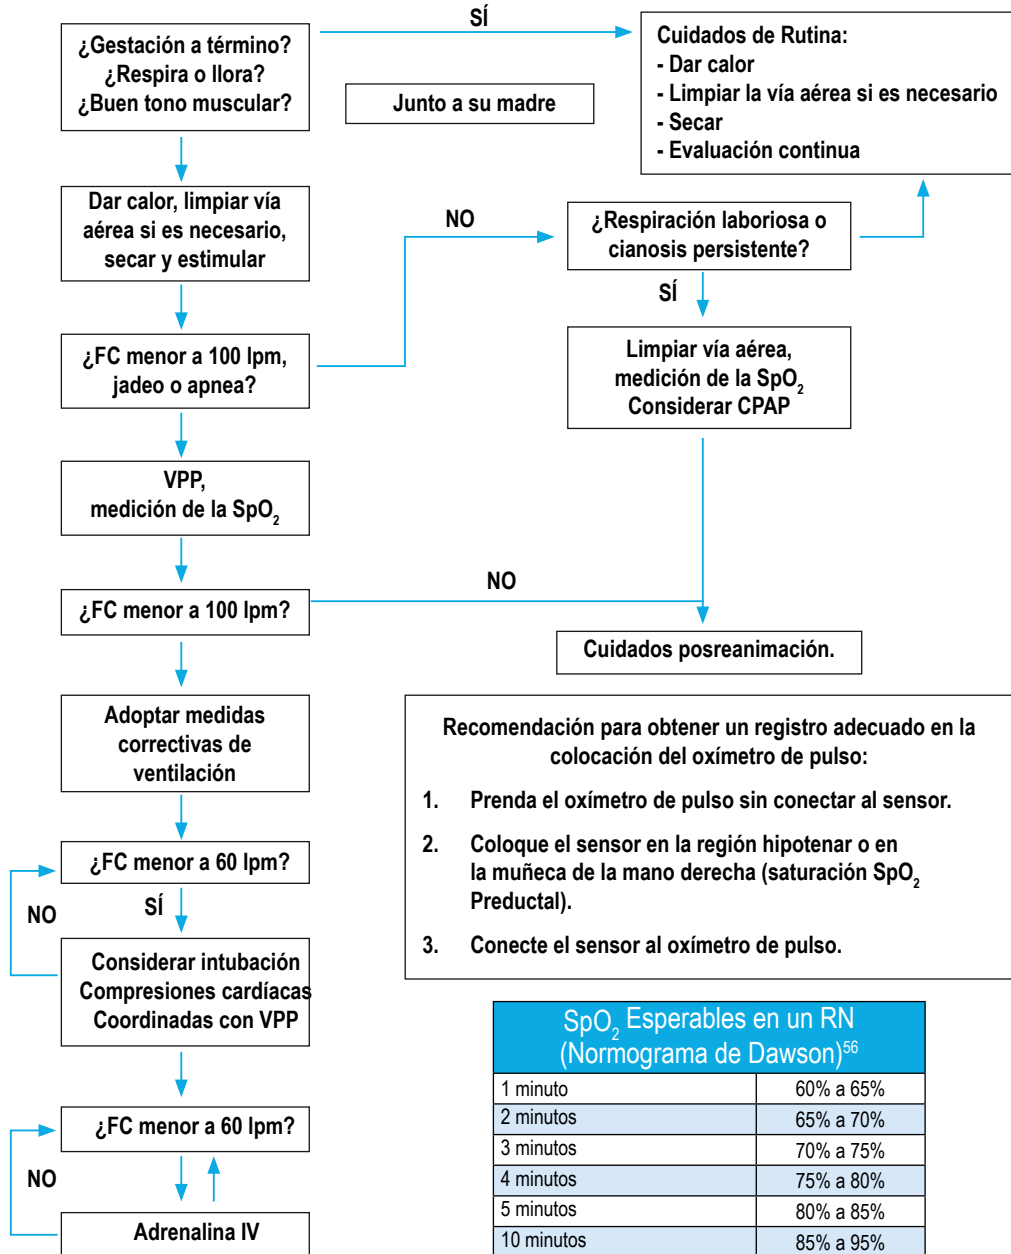 ¿Gestación a término?
¿Respira o llora?
¿Buen tono muscular?
SÍ
Junto a su madre
Cuidados de Rutina:
- Dar calor
- Limpiar la vía aérea si es necesario
- Secar
- Evaluación continua
Dar calor, limpiar vía
aérea si es necesario,
secar y estimular
NO
¿Respiración laboriosa o
cianosis persistente?
SÍ
¿FC menor a 100 lpm,
jadeo o apnea?
Limpiar vía aérea,
medición de la SpO2
Considerar CPAP
VPP,
medición de la SpO2
NO
¿FC menor a 100 lpm?
Cuidados posreanimación.
Adoptar medidas
correctivas de
ventilación
¿FC menor a 60 lpm?
NO
SÍ
Considerar intubación
Compresiones cardíacas
Coordinadas con VPP
¿FC menor a 60 lpm?
NO
Adrenalina IV
Recomendación para obtener un registro adecuado en la
colocación del oxímetro de pulso:
1. Prenda el oxímetro de pulso sin conectar al sensor.
2. Coloque el sensor en la región hipotenar o en
la muñeca de la mano derecha (saturación SpO2
Preductal).
3. Conecte el sensor al oxímetro de pulso.
SpO2 Esperables en un RN
(Normograma de Dawson)56
1 minuto 60% a 65%
2 minutos 65% a 70%
3 minutos 70% a 75%
4 minutos 75% a 80%
5 minutos 80% a 85%
10 minutos 85% a 95%